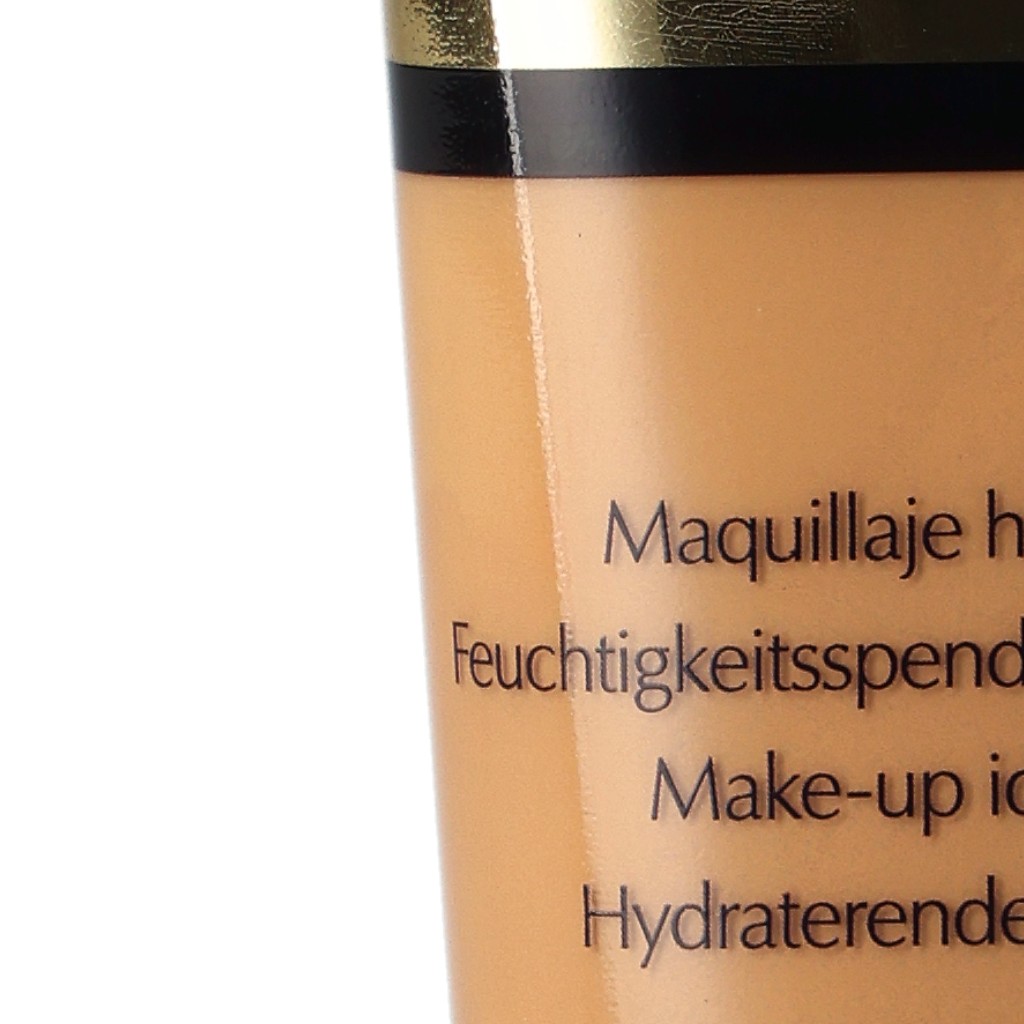 Maquillaje h
Feuchtigkeitsspend
Make-up id
Hydraterende